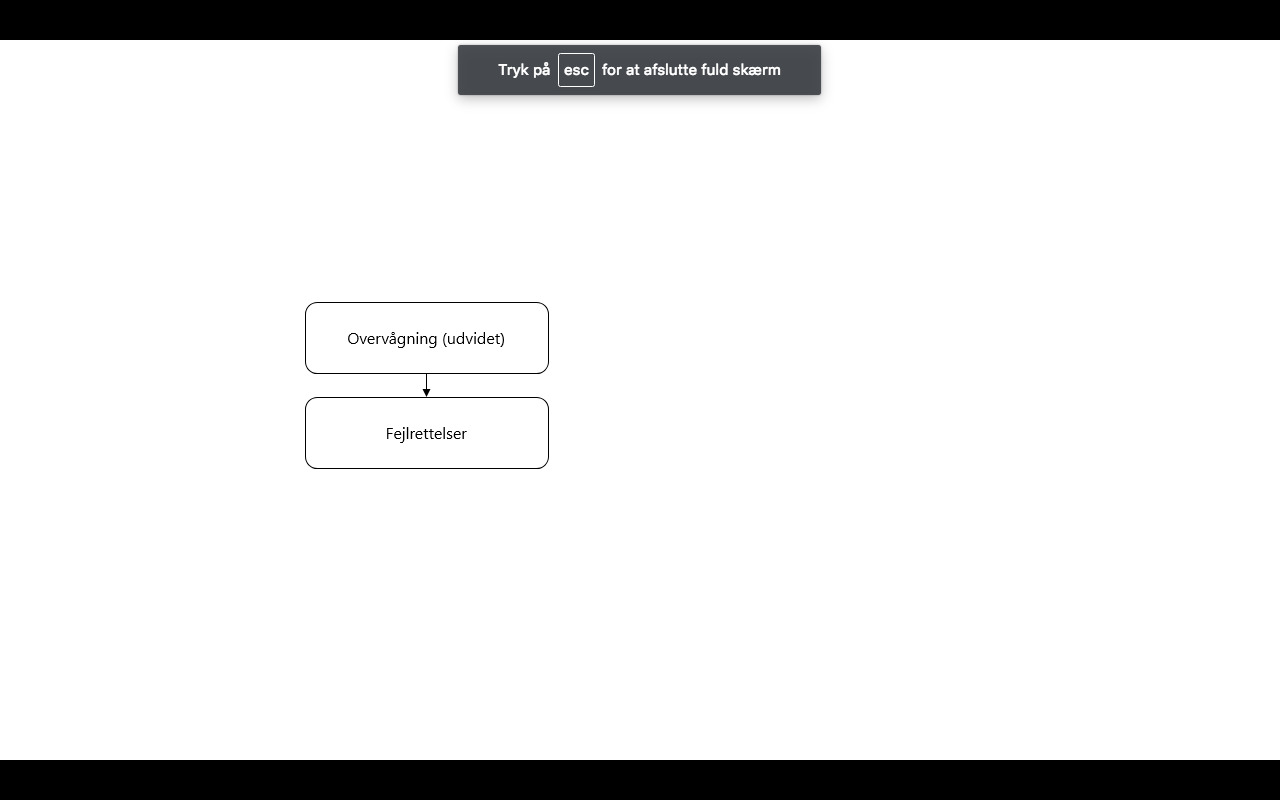 Tryk på esc for at afslutte fuld skærm
Overvågning (udvidet)
Fejlrettelser